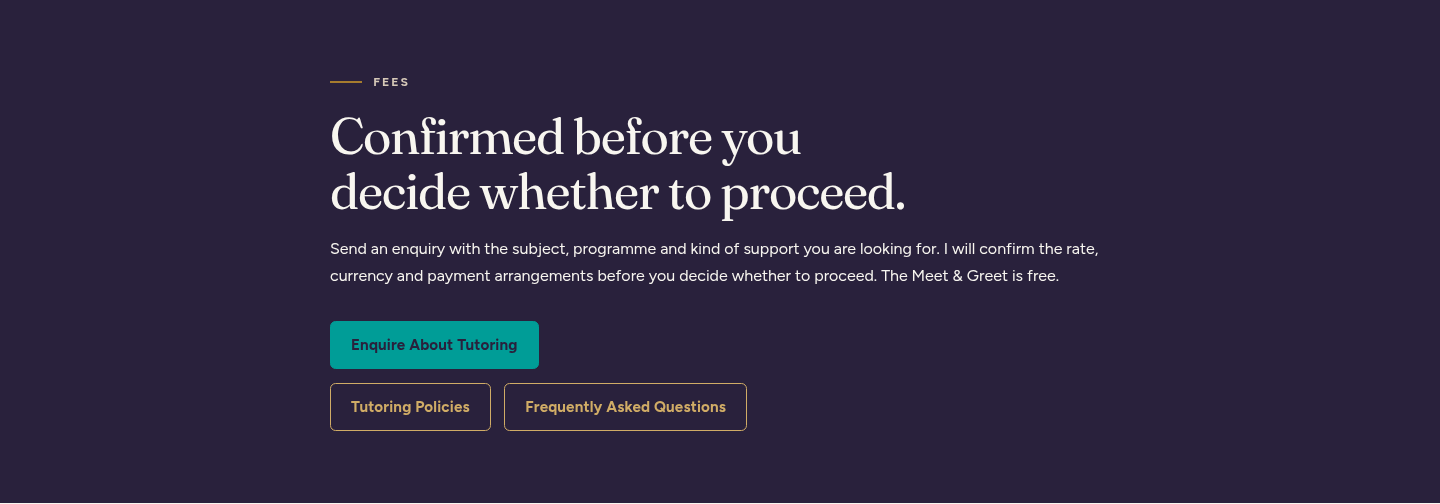 FEES
Confirmed before you
decide whether to proceed.
Send an enquiry with the subject, programme and kind of support you are looking for. I will confirm the rate,
currency and payment arrangements before you decide whether to proceed. The Meet & Greet is free.
Enquire About Tutoring
Tutoring Policies
Frequently Asked Questions